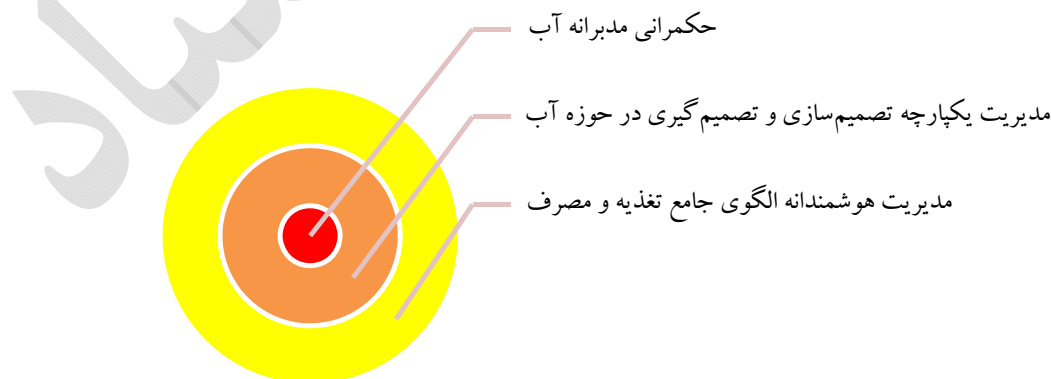 حکمرانی مدبرانه آب
مدیریت یکپارچه تصمیم‌سازی و تصمیم‌گیری در حوزه آب
مدیریت هوشمندانه الگوی جامع تغذیه و مصرف